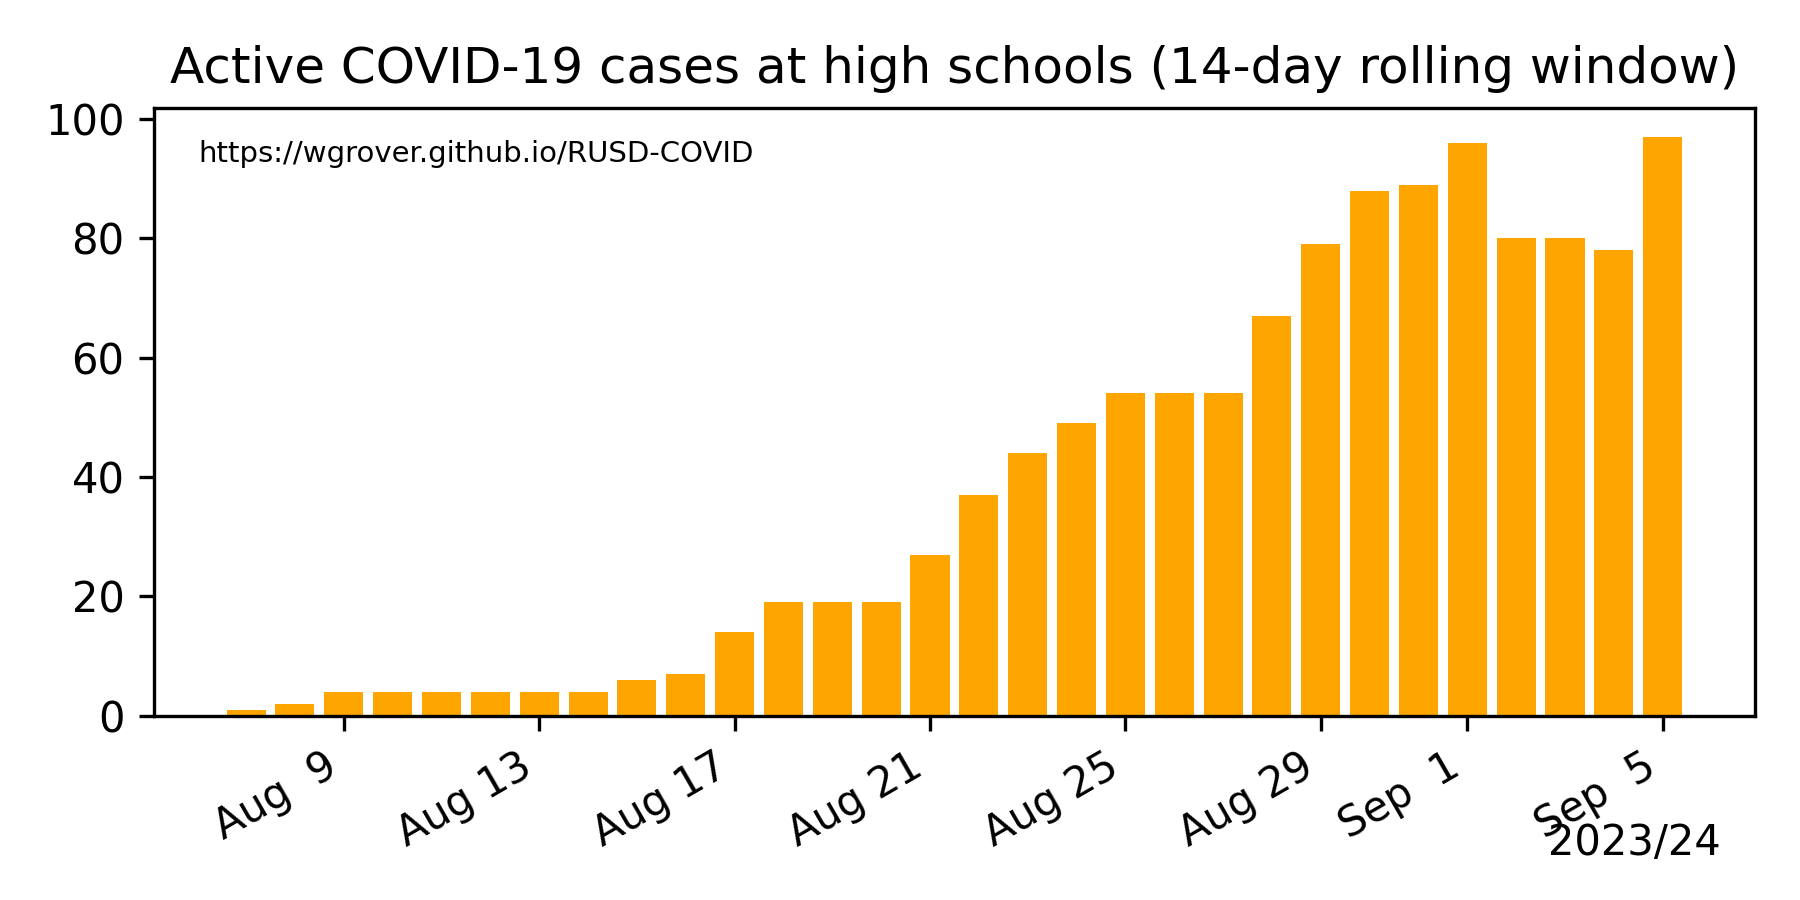 Active COVID-19 cases at high schools (14-day rolling window)
https://wgrover.github.io/RUSD-COVID
100
80
60
40
20
0
Aug 9
Aug 13
Aug 17
Aug 21
Aug 25
Aug 29
Sep 1
Sep 5
2023/24